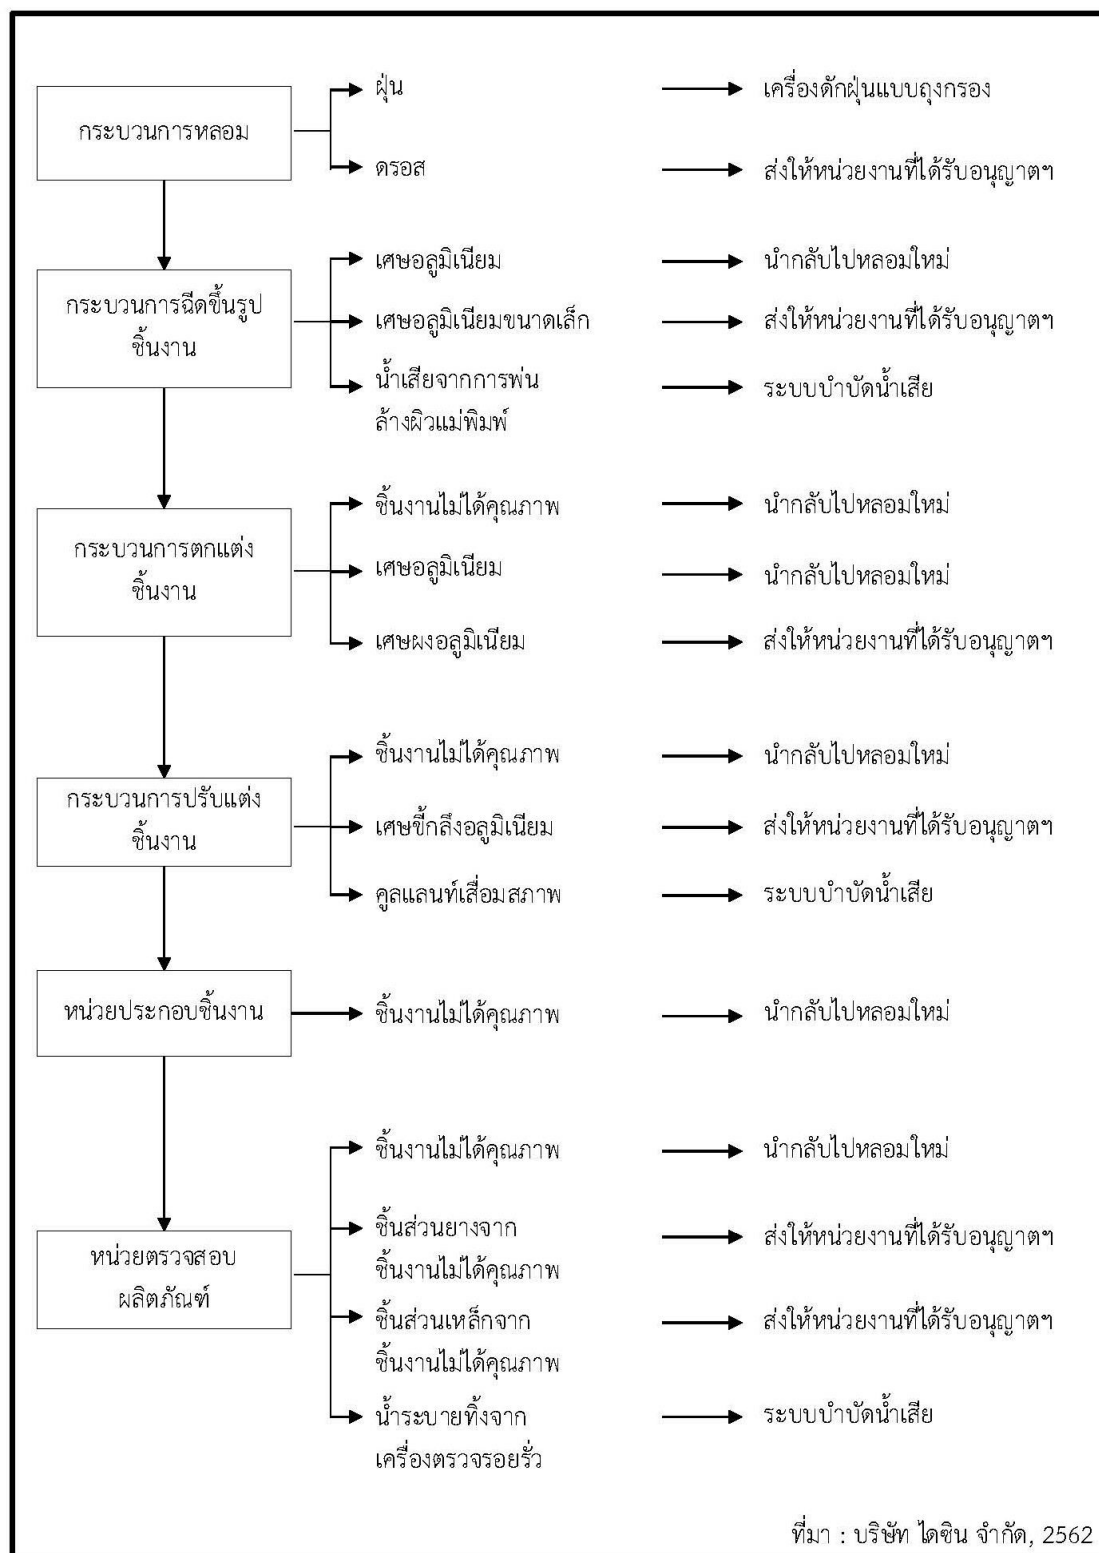 ฝุ่น
เครื่องดักฝุ่นแบบถุงกรอง
กระบวนการหลอม
ดรอส
ส่งให้หน่วยงานที่ได้รับอนุญาตฯ
เศษอลูมิเนียม
นำกลับไปหลอมใหม่
กระบวนการฉีดขึ้นรูป
ชิ้นงาน
เศษอลูมิเนียมขนาดเล็ก
ส่งให้หน่วยงานที่ได้รับอนุญาตฯ
น้ำเสียจากการพ่น
ล้างผิวแม่พิมพ์
ระบบบำบัดน้ำเสีย
ชิ้นงานไม่ได้คุณภาพ
นำกลับไปหลอมใหม่
กระบวนการตกแต่ง
ชิ้นงาน
เศษอลูมิเนียม
นำกลับไปหลอมใหม่
เศษผงอลูมิเนียม
ส่งให้หน่วยงานที่ได้รับอนุญาตฯ
ชิ้นงานไม่ได้คุณภาพ
นำกลับไปหลอมใหม่
กระบวนการปรับแต่ง
ชิ้นงาน
เศษขี้กลึงอลูมิเนียม
ส่งให้หน่วยงานที่ได้รับอนุญาตฯ
คูลแลนท์เสื่อมสภาพ
ระบบบำบัดน้ำเสีย
หน่วยประกอบชิ้นงาน
ชิ้นงานไม่ได้คุณภาพ
นำกลับไปหลอมใหม่
ชิ้นงานไม่ได้คุณภาพ
นำกลับไปหลอมใหม่
ชิ้นส่วนยางจาก
ชิ้นงานไม่ได้คุณภาพ
ส่งให้หน่วยงานที่ได้รับอนุญาตฯ
หน่วยตรวจสอบ
ผลิตภัณฑ์
ชิ้นส่วนเหล็กจาก
ชิ้นงานไม่ได้คุณภาพ
ส่งให้หน่วยงานที่ได้รับอนุญาตฯ
น้ำระบายทิ้งจาก
เครื่องตรวจรอยรั่ว
ระบบบำบัดน้ำเสีย
ที่มา : บริษัท ไดซิน จำกัด, 2562